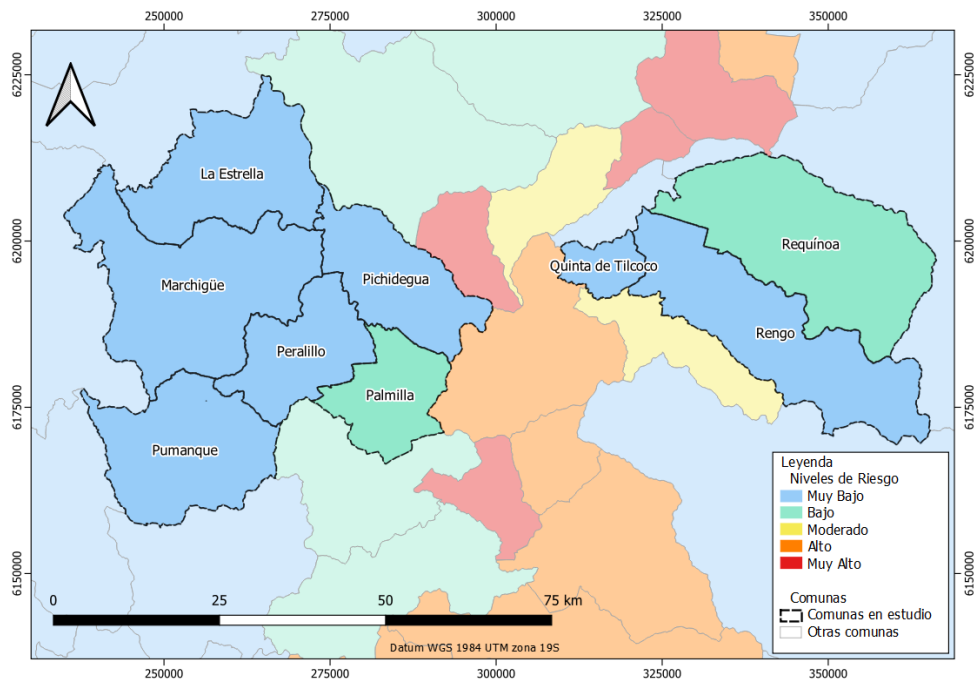 250000 275000 300000 325000 350000
6225000 6225000
La Estrella
6200000 6200000
Requínoa
Quinta de Tilcoco
Pichidegua
Marchigüe
Rengo
Peralillo
Palmilla
6175000 6175000
Pumanque
Leyenda
Niveles de Riesgo
Muy Bajo
Bajo
Moderado
Alto
Muy Alto
6150000 6150000
Comunas
Comunas en estudio
Otras comunas
0 25 50 75 km
Datum WGS 1984 UTM zona 19S
250000 275000 300000 325000 350000